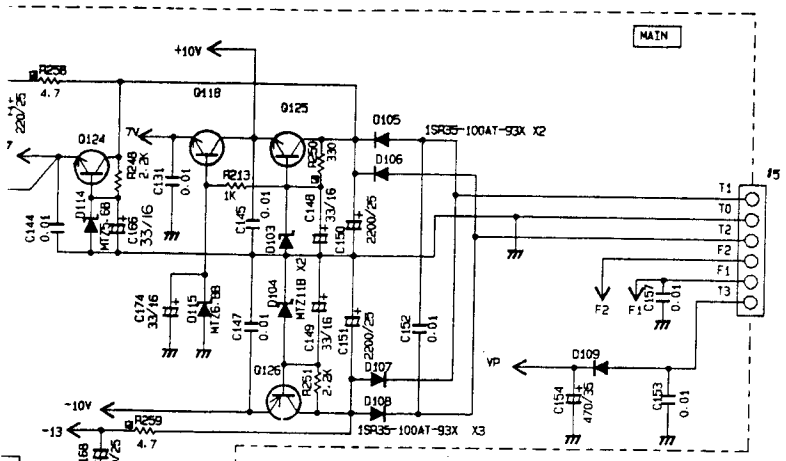 MAIN
+10V
R258
4.7
220/25
Q118
Q125
Q124
7V
R248
2.2K
C131
0.01
R213
1K
R250
330
D105
1SR35-100AT-93X X2
D106
C145
0.01
C148
33/16
C150
2200/25
D114
MTZ5.6B
C166
33/16
C144
0.01
D103
D104
MTZ11B X2
C174
33/16
D115
MTZ6.8B
C147
0.01
C149
33/16
C151
2200/25
C152
0.01
Q126
R251
2.2K
D107
D108
1SR35-100AT-93X X3
-10V
-13
R259
4.7
168
/25
VP
D109
C154
470/35
C153
0.01
F2
F1
C157
0.01
T1
T0
T2
F2
F1
T3